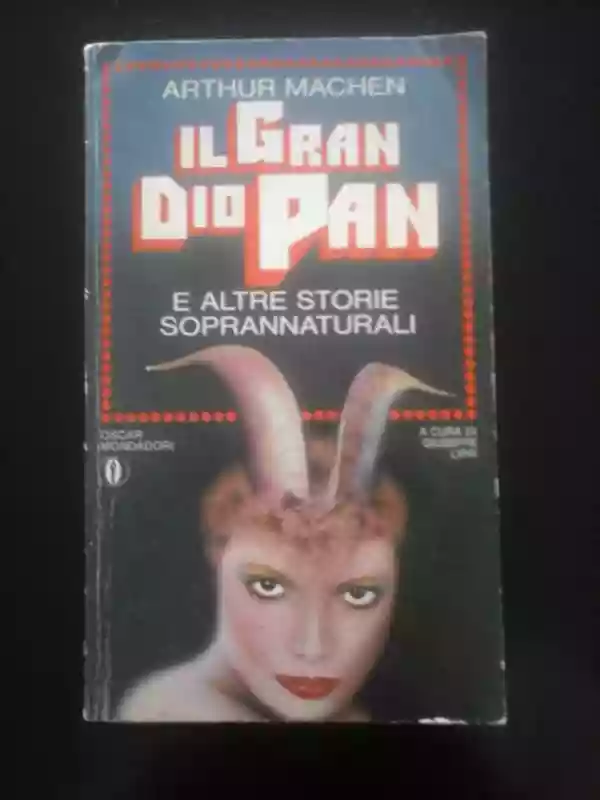 ARTHUR MACHEN
IL GRAN
DIO PAN
E ALTRE STORIE
SOPRANNATURALI
OSCAR
MONDADORI
A CURA DI
GIUSEPPE
LIPPI